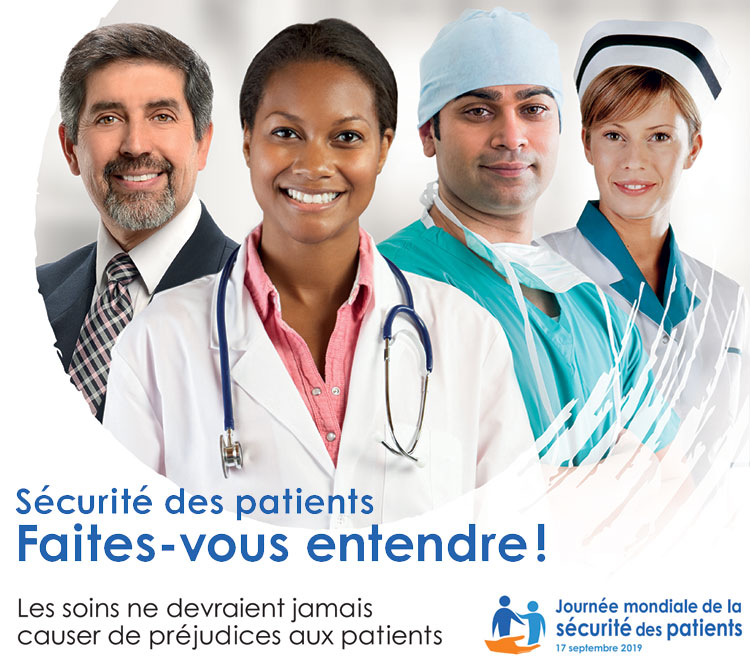 Sécurité des patients
Faites-vous entendre!
Les soins ne devraient jamais
causer de préjudices aux patients
Journée mondiale de la
sécurité des patients
17 septembre 2019